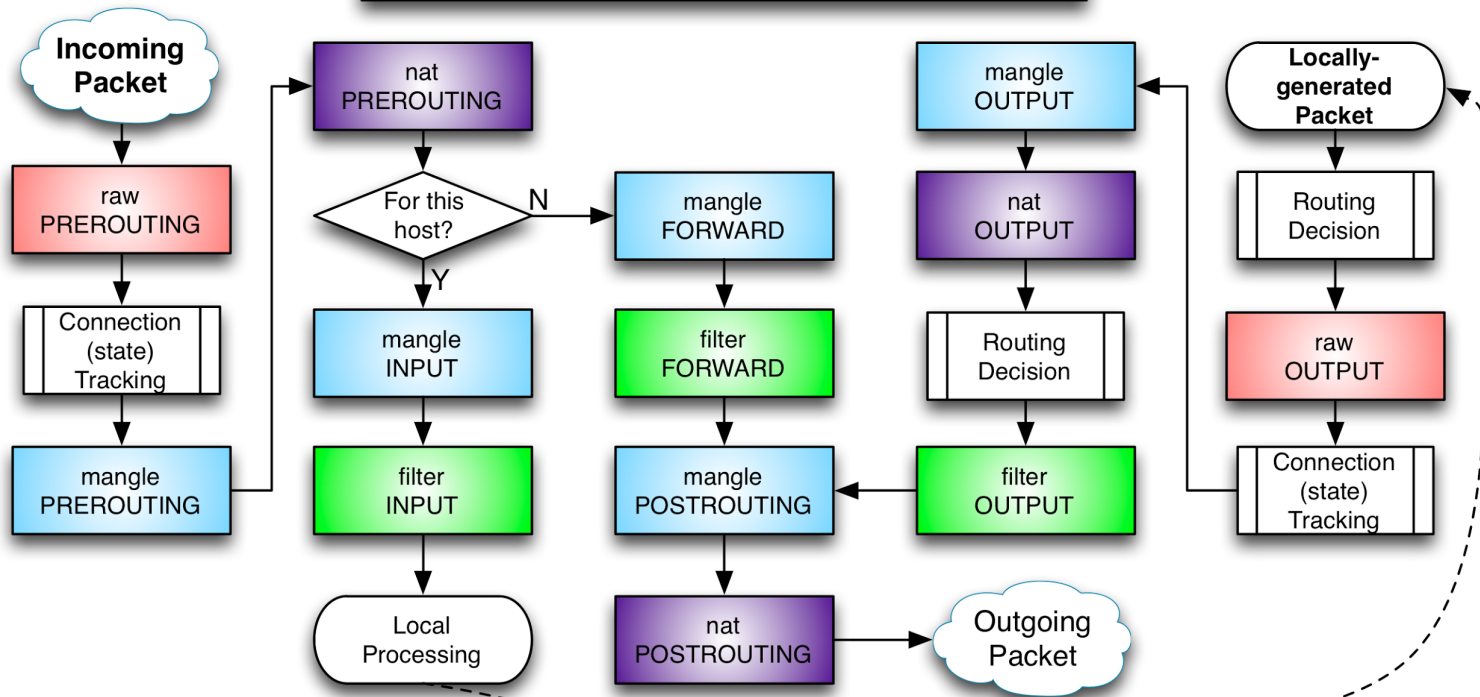 Incoming
Packet
raw
PREROUTING
Connection
(state)
Tracking
mangle
PREROUTING
nat
PREROUTING
For this
host?
N
Y
mangle
INPUT
filter
INPUT
Local
Processing
mangle
FORWARD
filter
FORWARD
mangle
POSTROUTING
nat
POSTROUTING
Outgoing
Packet
mangle
OUTPUT
nat
OUTPUT
Routing
Decision
filter
OUTPUT
Locally-
generated
Packet
Routing
Decision
raw
OUTPUT
Connection
(state)
Tracking